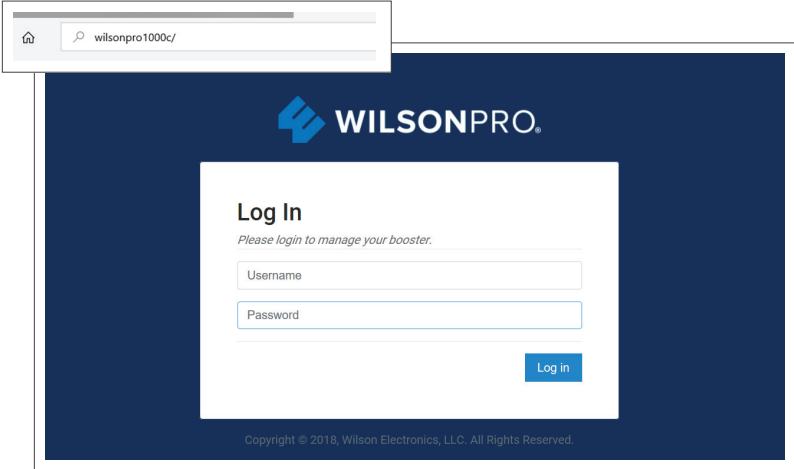 wilsonpro1000c/
WILSONPRO®
Log In
Please login to manage your booster.
Username
Password
Log in
Copyright © 2018, Wilson Electronics, LLC. All Rights Reserved.